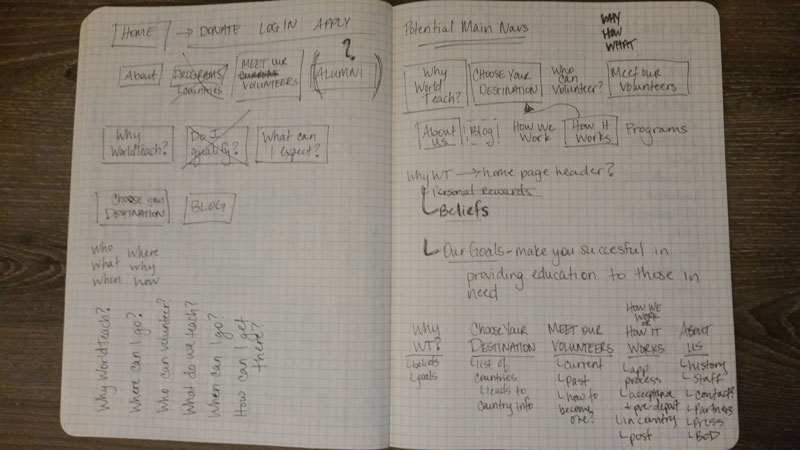 HOME → DONATE LOG IN APPLY
?
About
PROGRAMS
Countries
MEET OUR
VOLUNTEERS
ALUMNI
Why
WorldTeach?
Do I
qualify?
What can
I expect?
Choose your
DESTINATION
BLOG
who where
what why
when how
Why WorldTeach?
Where can I go?
Who can volunteer?
What do we teach?
When can I go?
How can I get
there?
Potential Main Navs
WHY
HOW
WHAT
Why
World
Teach?
CHOOSE YOUR
DESTINATION
Who
can
Volunteer?
Meet our
Volunteers
About
us
Blog
How We
Work
How It
Works
Programs
Why WT → home page header?
Personal Rewards
Beliefs
Our Goals - make you succesful in
providing education to those in
need
Why
WT?
beliefs
goals
Choose Your
DESTINATION
list of
countries
leads to
country info
MEET OUR
VOLUNTEERS
current
past
how to
become
one?
How WE
WORK
or
HOW IT
WORKS
app
process
acceptance
+ pre-depart
in country
post
ABOUT
US
history
Staff
Contact?
Partners
Press
BoD